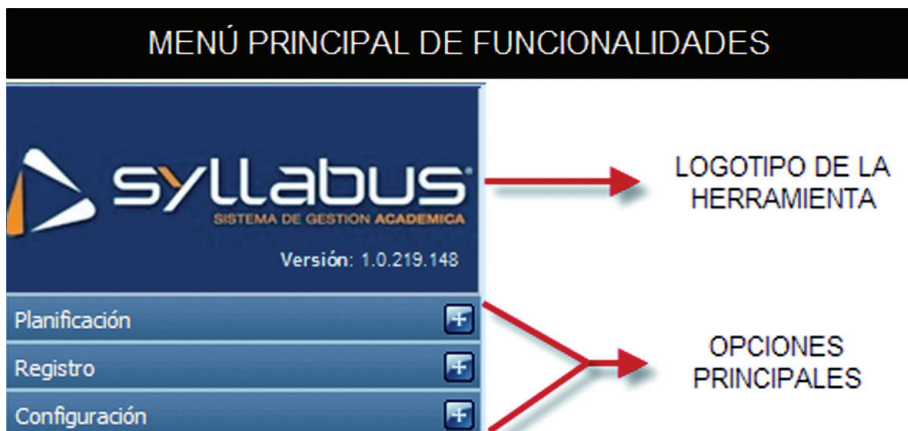 MENÚ PRINCIPAL DE FUNCIONALIDADES
syllabus®
SISTEMA DE GESTION ACADEMICA
Versión: 1.0.219.148
LOGOTIPO DE LA
HERRAMIENTA
Planificación
Registro
Configuración
OPCIONES
PRINCIPALES